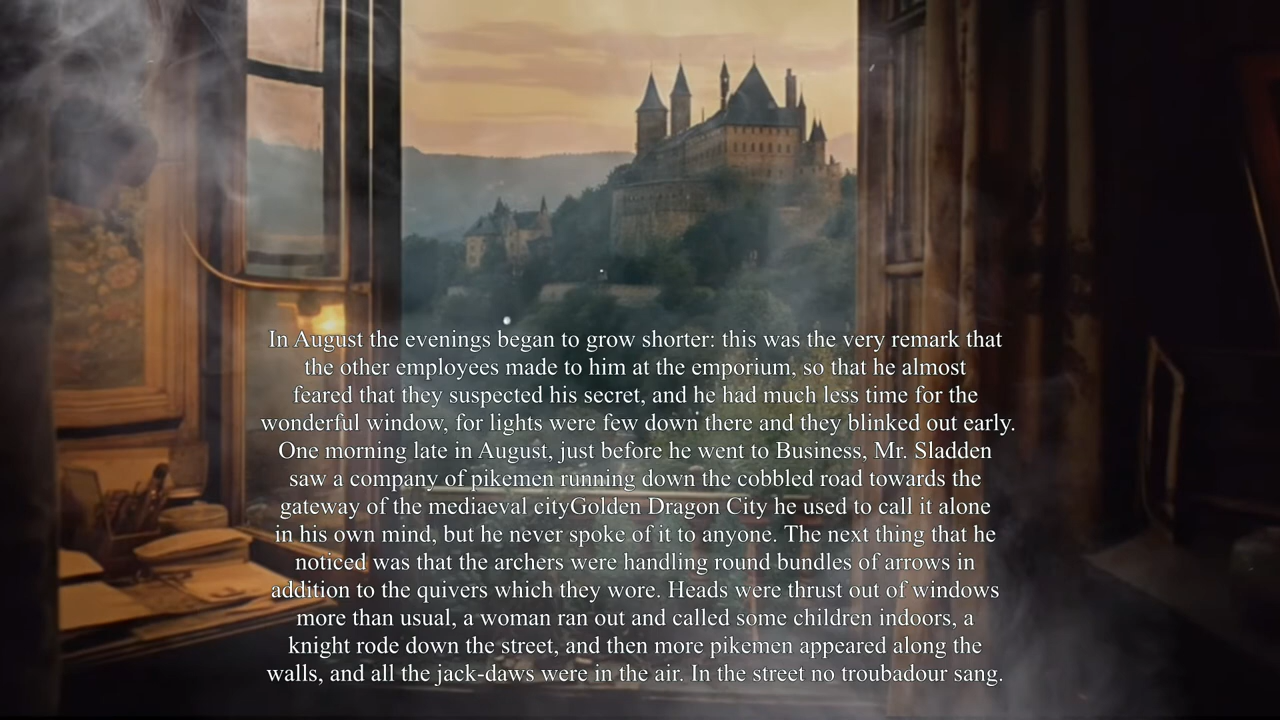 In August the evenings began to grow shorter: this was the very remark that
the other employees made to him at the emporium, so that he almost
feared that they suspected his secret, and he had much less time for the
wonderful window, for lights were few down there and they blinked out early.
One morning late in August, just before he went to Business, Mr. Sladden
saw a company of pikemen running down the cobbled road towards the
gateway of the mediaeval cityGolden Dragon City he used to call it alone
in his own mind, but he never spoke of it to anyone. The next thing that he
noticed was that the archers were handling round bundles of arrows in
addition to the quivers which they wore. Heads were thrust out of windows
more than usual, a woman ran out and called some children indoors, a
knight rode down the street, and then more pikemen appeared along the
walls, and all the jack-daws were in the air. In the street no troubadour sang.